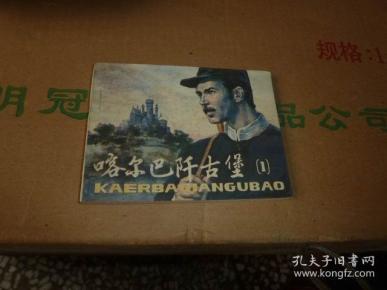 规格:1
明冠
品公司
喀尔巴阡古堡(1)
KAERBAQIANGUBAO
孔夫子旧书网
book.kongfz.com